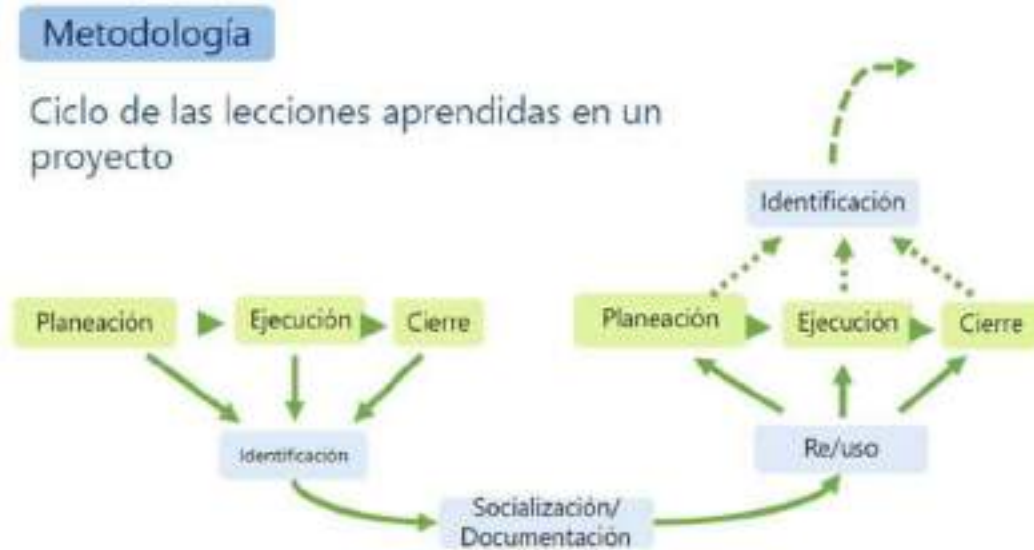 Metodología
Ciclo de las lecciones aprendidas en un
proyecto
Identificación
Planeación
Ejecución
Cierre
Planeación
Ejecución
Cierre
Identificación
Re/uso
Socialización/
Documentación